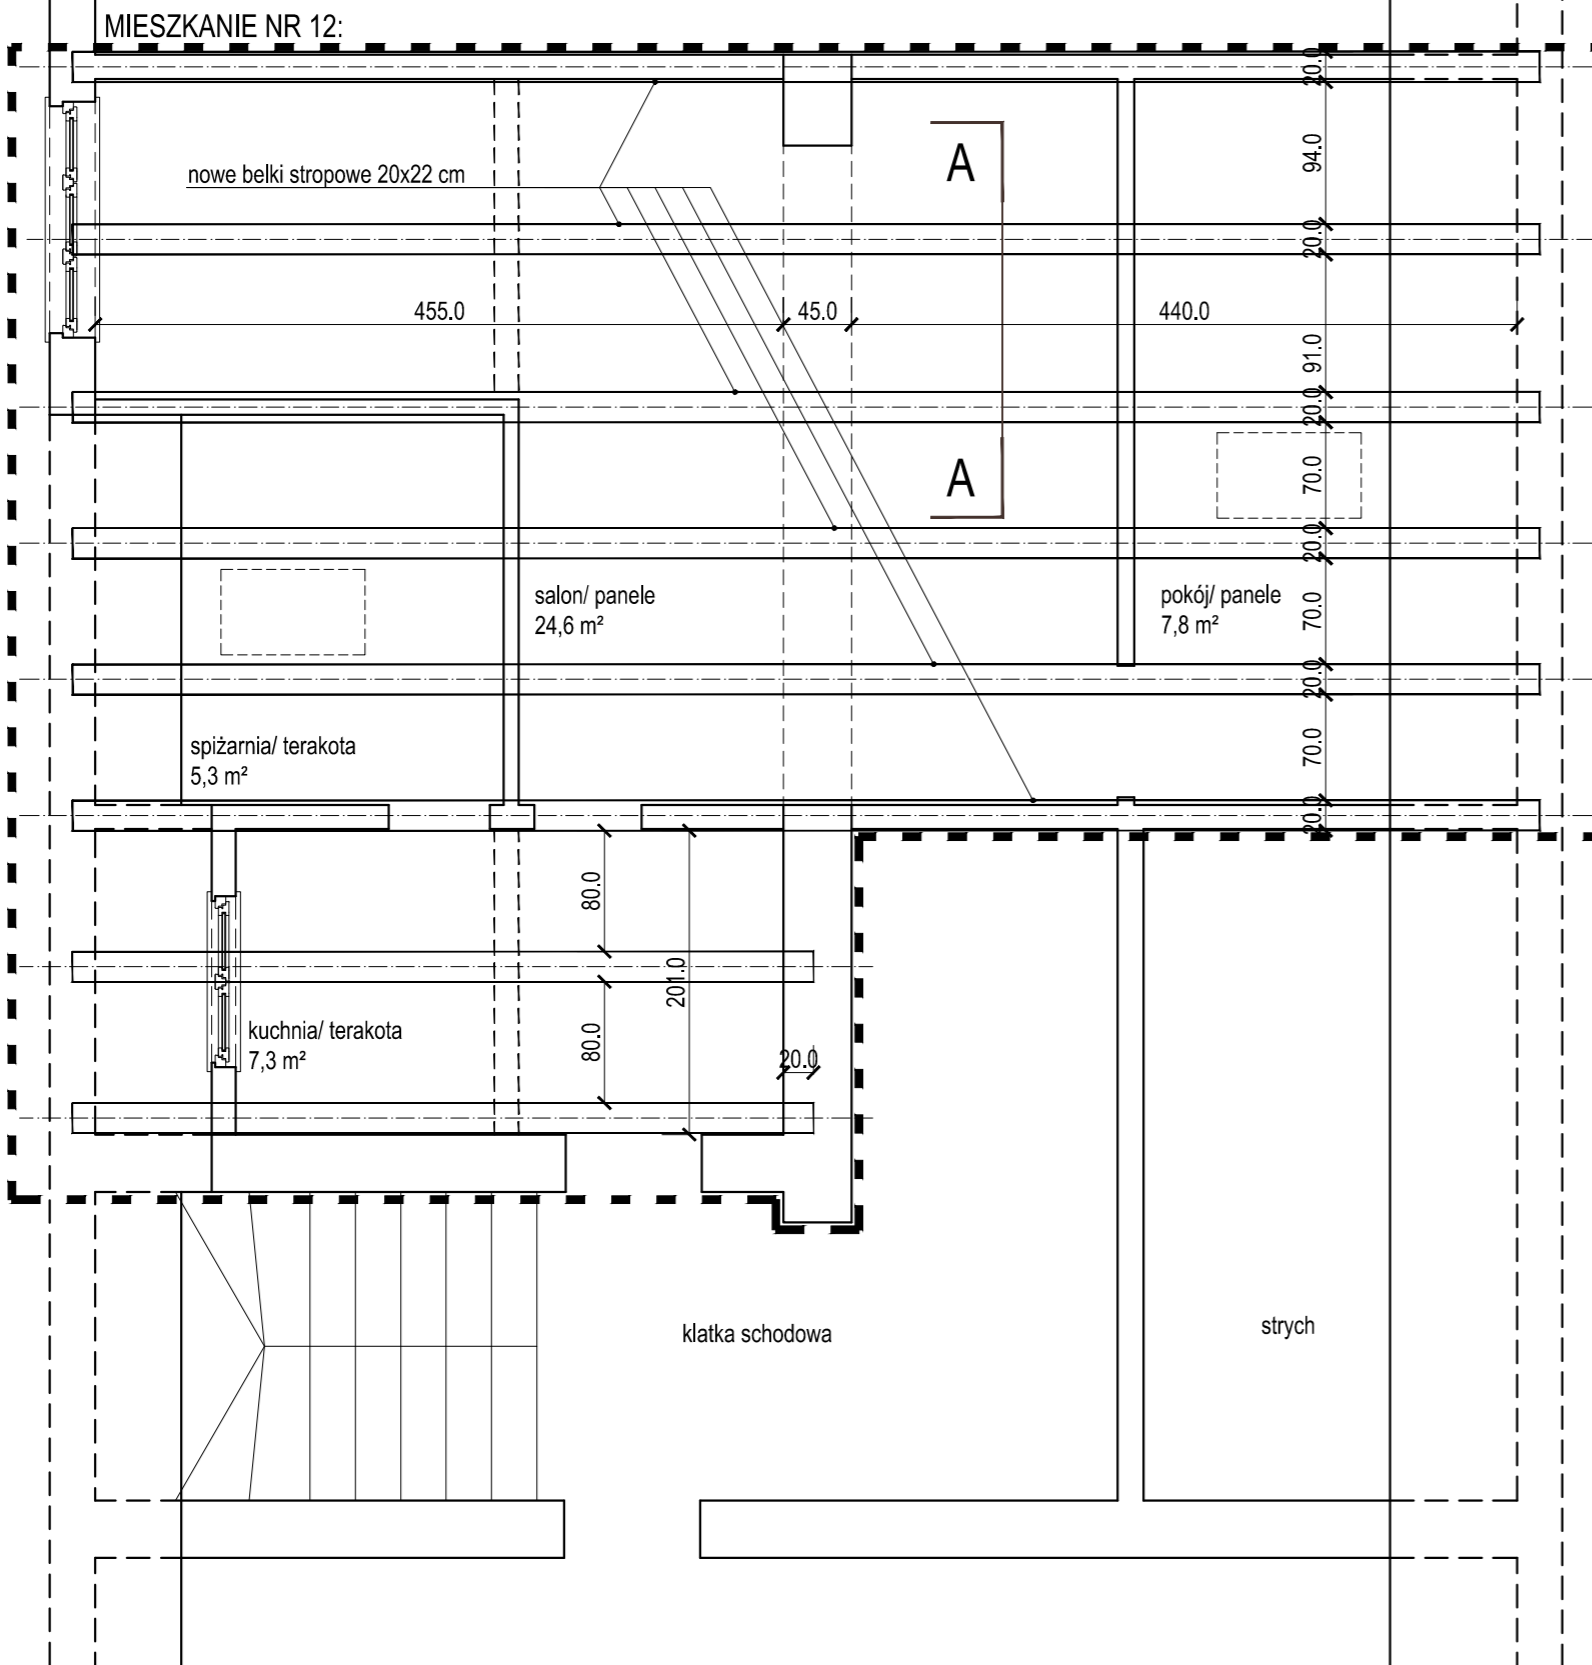 MIESZKANIE NR 12:
20.0
A
94.0
nowe belki stropowe 20x22 cm
20.0
455.0
45.0
440.0
91.0
20.0
A
70.0
20.0
salon/ panele
24,6 m²
pokój/ panele
7,8 m²
70.0
20.0
spiżarnia/ terakota
5,3 m²
70.0
20.0
80.0
201.0
kuchnia/ terakota
7,3 m²
80.0
20.0
klatka schodowa
strych